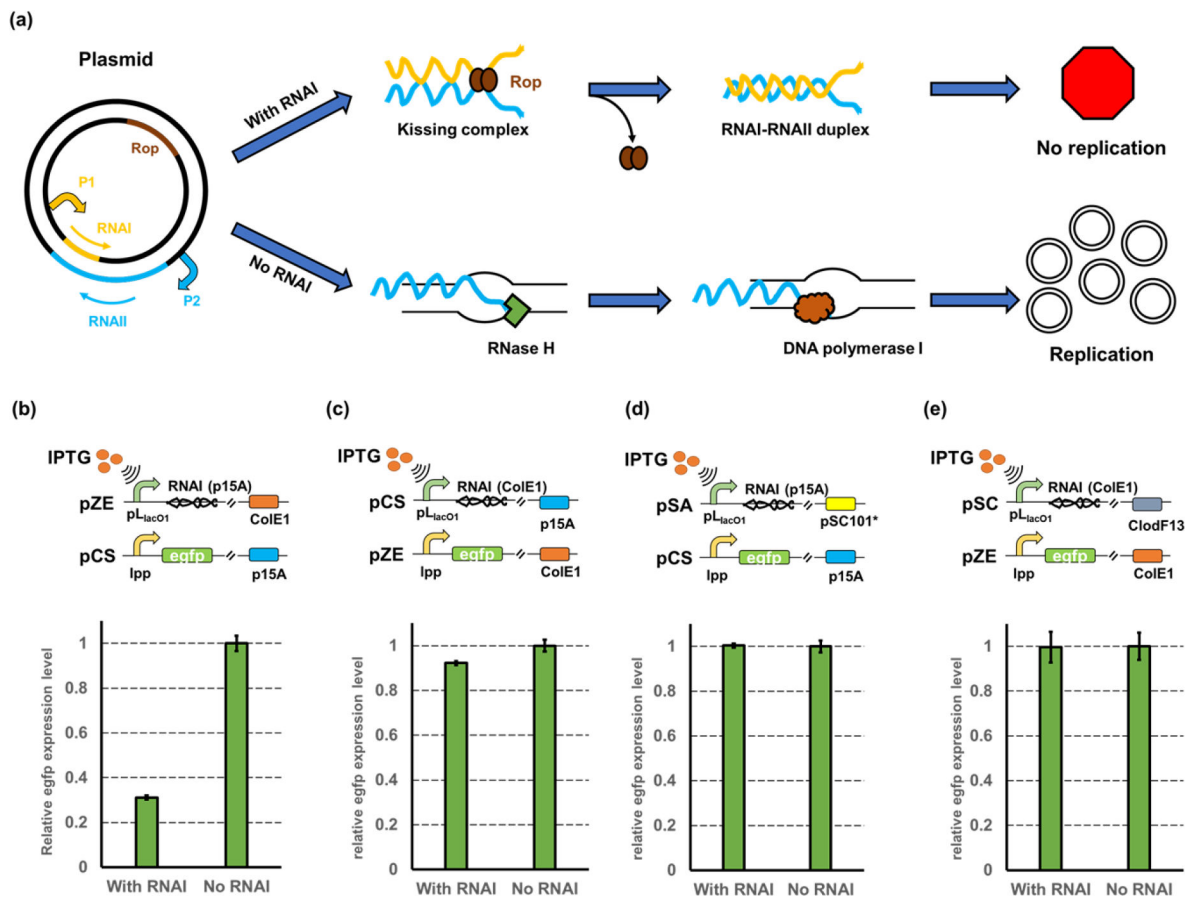 (a)
Plasmid
Rop
P1
RNAI
P2
RNAII
With RNAI
No RNAI
Rop
Kissing complex
RNAI-RNAII duplex
No replication
RNase H
DNA polymerase I
Replication
(b)
IPTG
pZE
RNAI (p15A)
pLlacO1
ColE1
pCS
egfp
lpp
p15A
Relative egfp expression level
1
0.8
0.6
0.4
0.2
0
With RNAI
No RNAI
(c)
IPTG
pCS
RNAI (ColE1)
pLlacO1
p15A
pZE
egfp
lpp
ColE1
relative egfp expression level
1
0.8
0.6
0.4
0.2
0
With RNAI
No RNAI
(d)
IPTG
pSA
RNAI (p15A)
pLlacO1
pSC101*
pCS
egfp
lpp
p15A
relative egfp expression level
1
0.8
0.6
0.4
0.2
0
With RNAI
No RNAI
(e)
IPTG
pSC
RNAI (ColE1)
pLlacO1
ClodF13
pZE
egfp
lpp
ColE1
relative egfp expression level
1
0.8
0.6
0.4
0.2
0
With RNAI
No RNAI